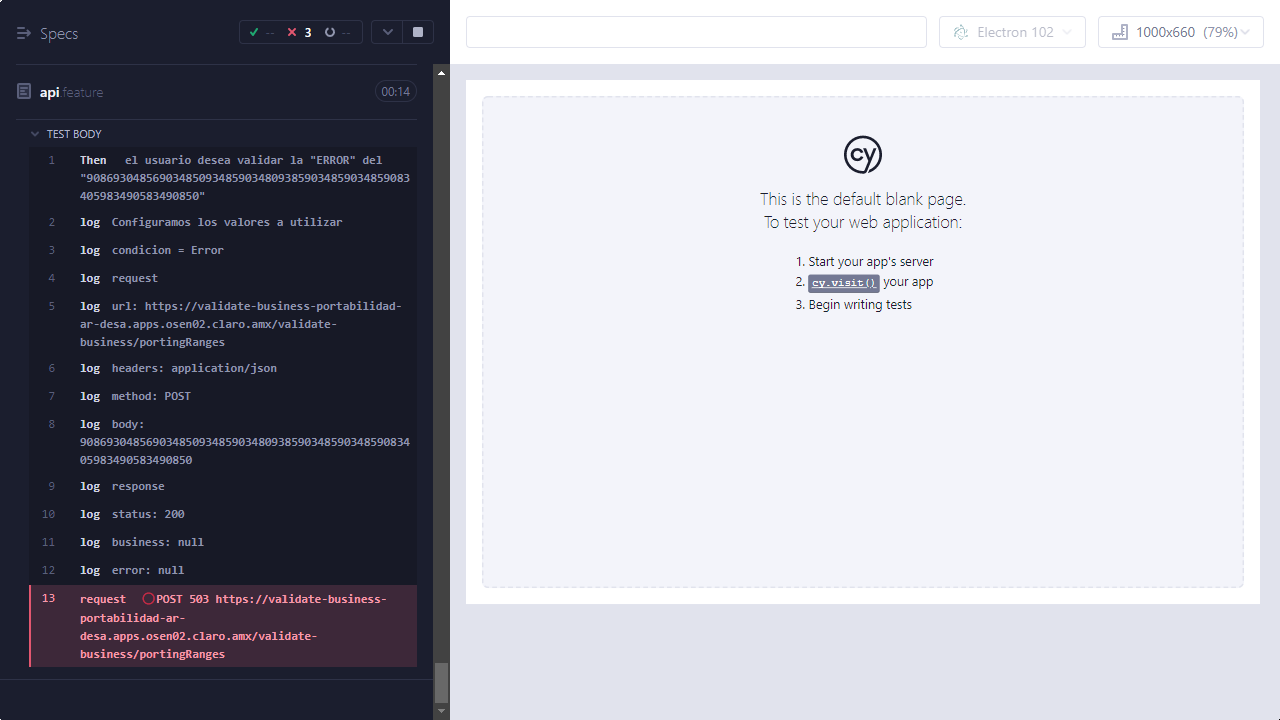 Specs
-- 3 --
Electron 102
1000x660 (79%)
api.feature
00:14
TEST BODY
1 Then el usuario desea validar la "ERROR" del
"9086930485690348509348590348093859034859034859083
405983490583490850"
2 log Configuramos los valores a utilizar
3 log condicion = Error
4 log request
5 log url: https://validate-business-portabilidad-
ar-desa.apps.osen02.claro.amx/validate-
business/portingRanges
6 log headers: application/json
7 log method: POST
8 log body:
90869304856903485093485903480938590348590348590834
05983490583490850
9 log response
10 log status: 200
11 log business: null
12 log error: null
13 request POST 503 https://validate-business-
portabilidad-ar-
desa.apps.osen02.claro.amx/validate-
business/portingRanges
cy
This is the default blank page.
To test your web application:
1. Start your app's server
2. cy.visit() your app
3. Begin writing tests